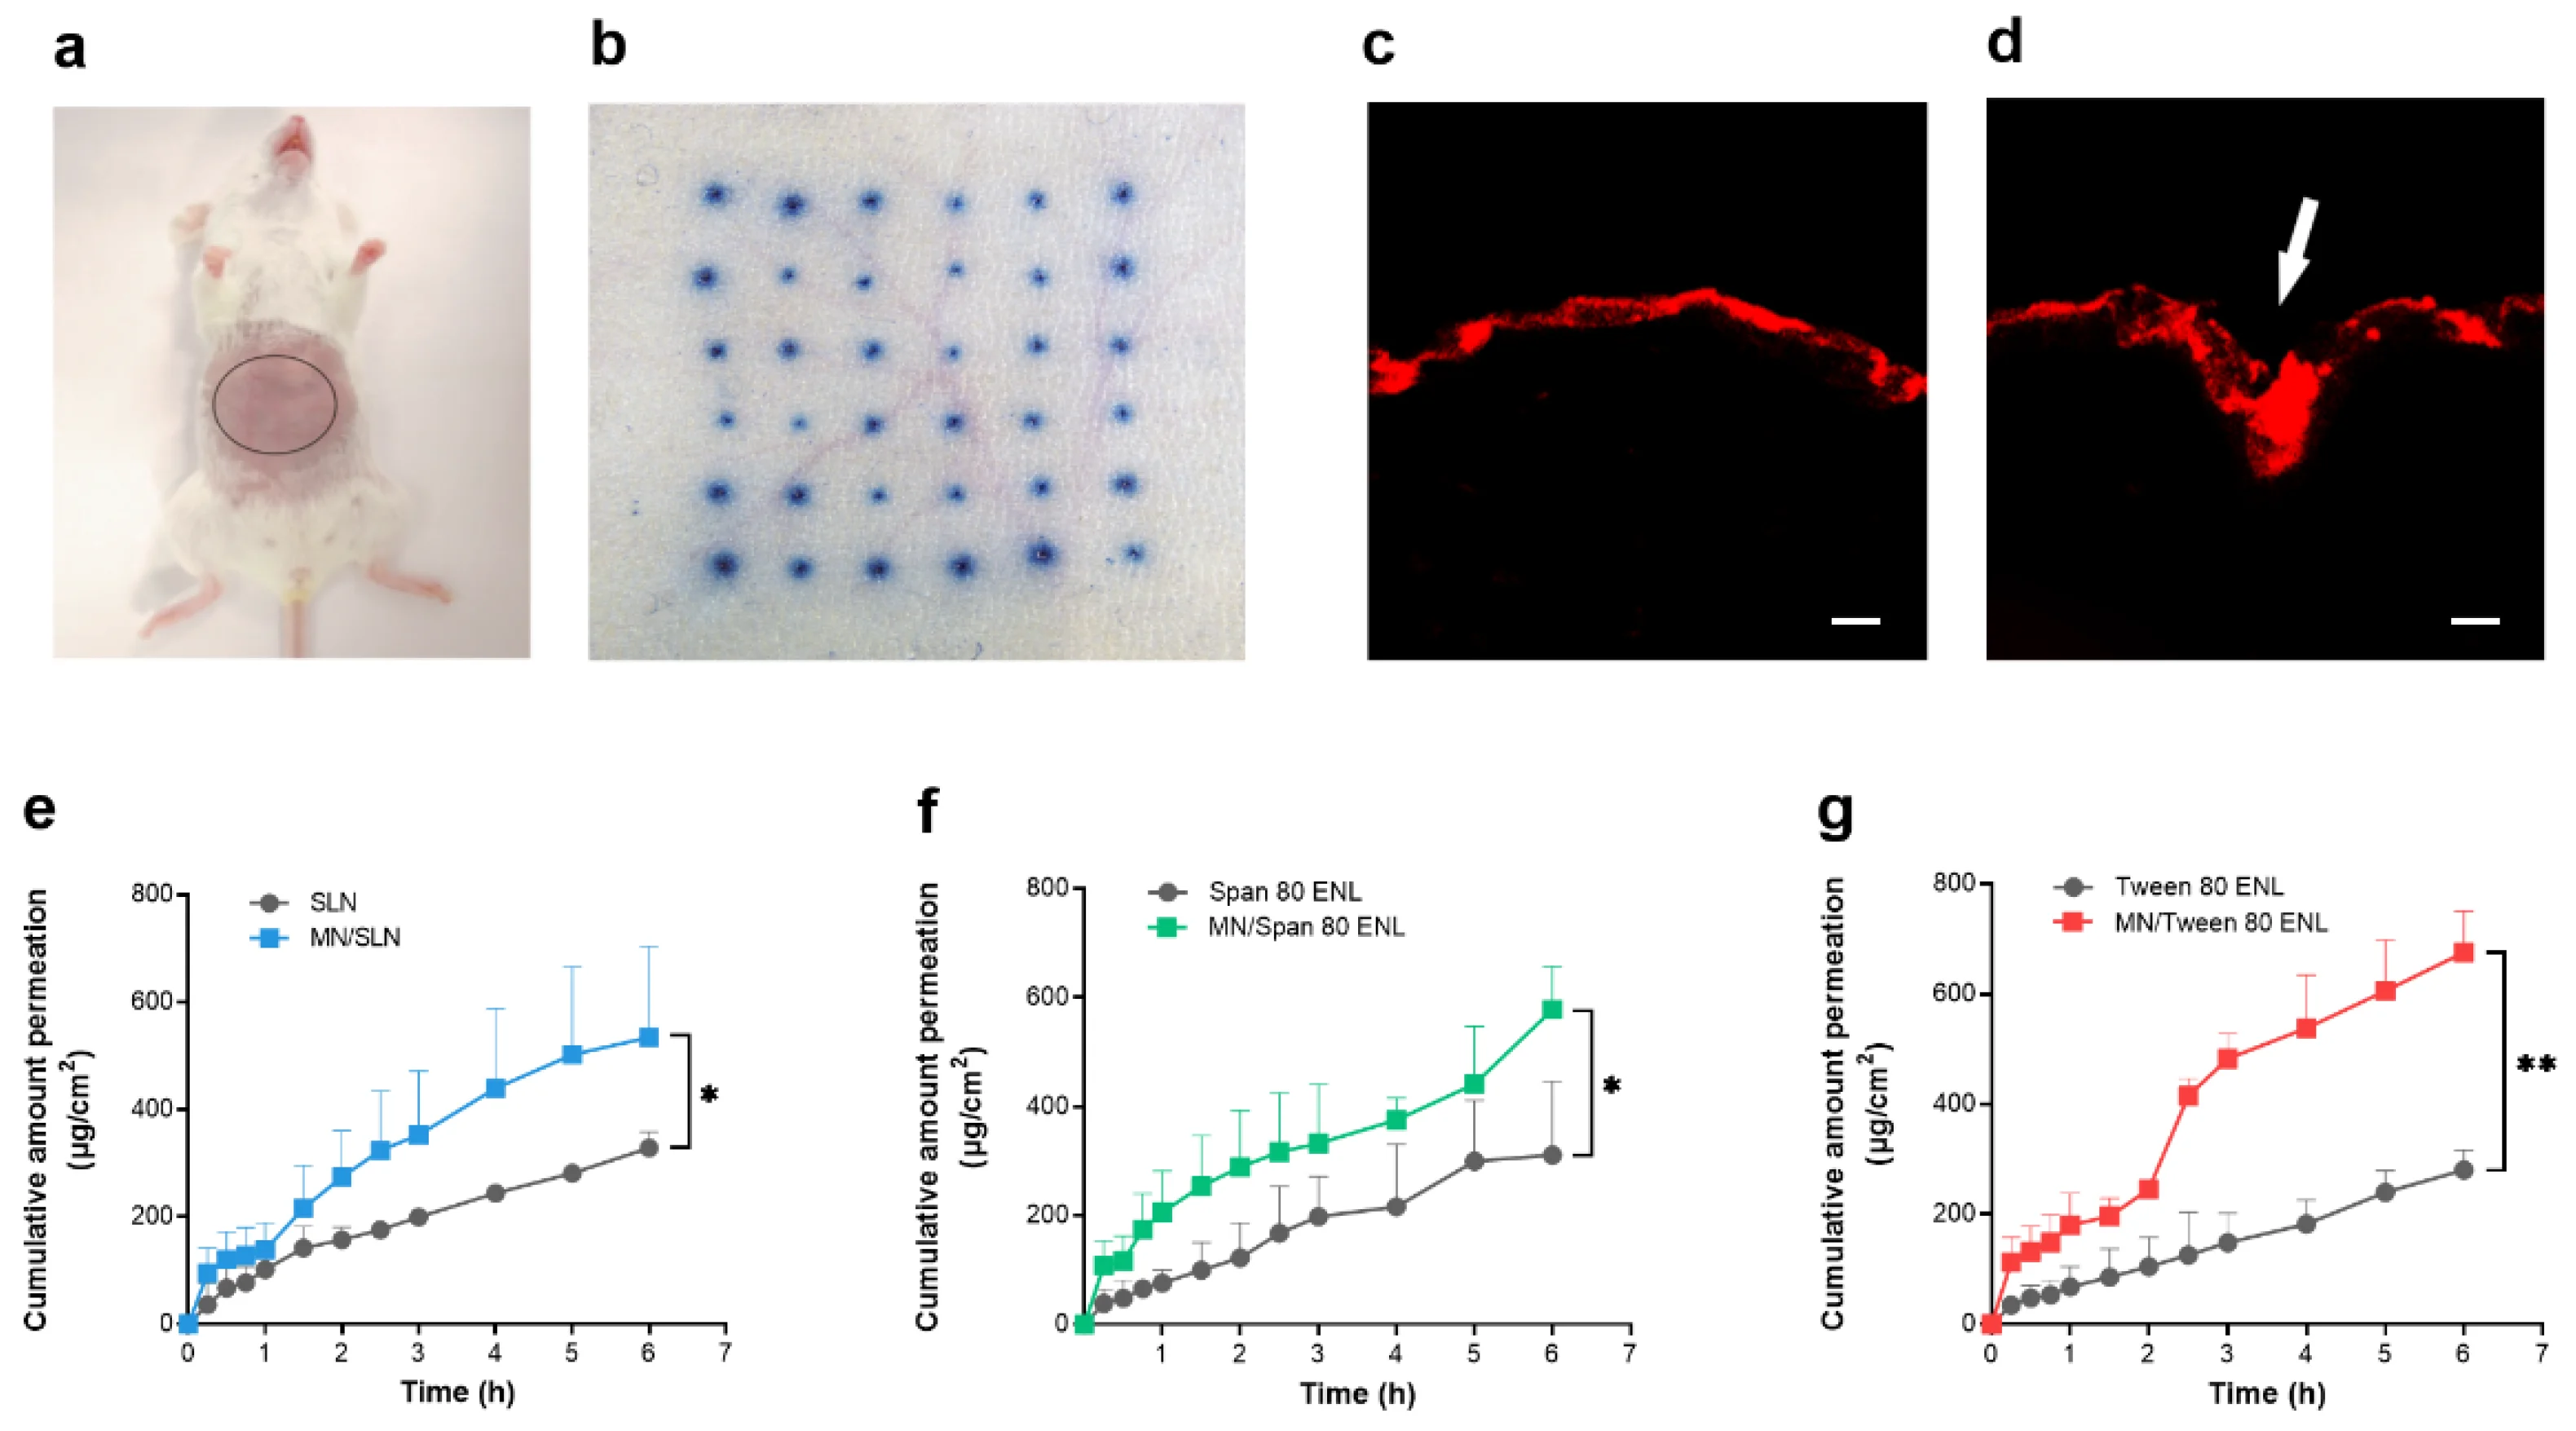 a
b
c
d
e
f
g
SLN
MN/SLN
800
600
400
200
0
0 1 2 3 4 5 6 7
Time (h)
Cumulative amount permeation
(μg/cm²)
*
Span 80 ENL
MN/Span 80 ENL
800
600
400
200
0
1 2 3 4 5 6 7
Time (h)
Cumulative amount permeation
(μg/cm²)
*
Tween 80 ENL
MN/Tween 80 ENL
800
600
400
200
0
0 1 2 3 4 5 6 7
Time (h)
Cumulative amount permeation
(μg/cm²)
**